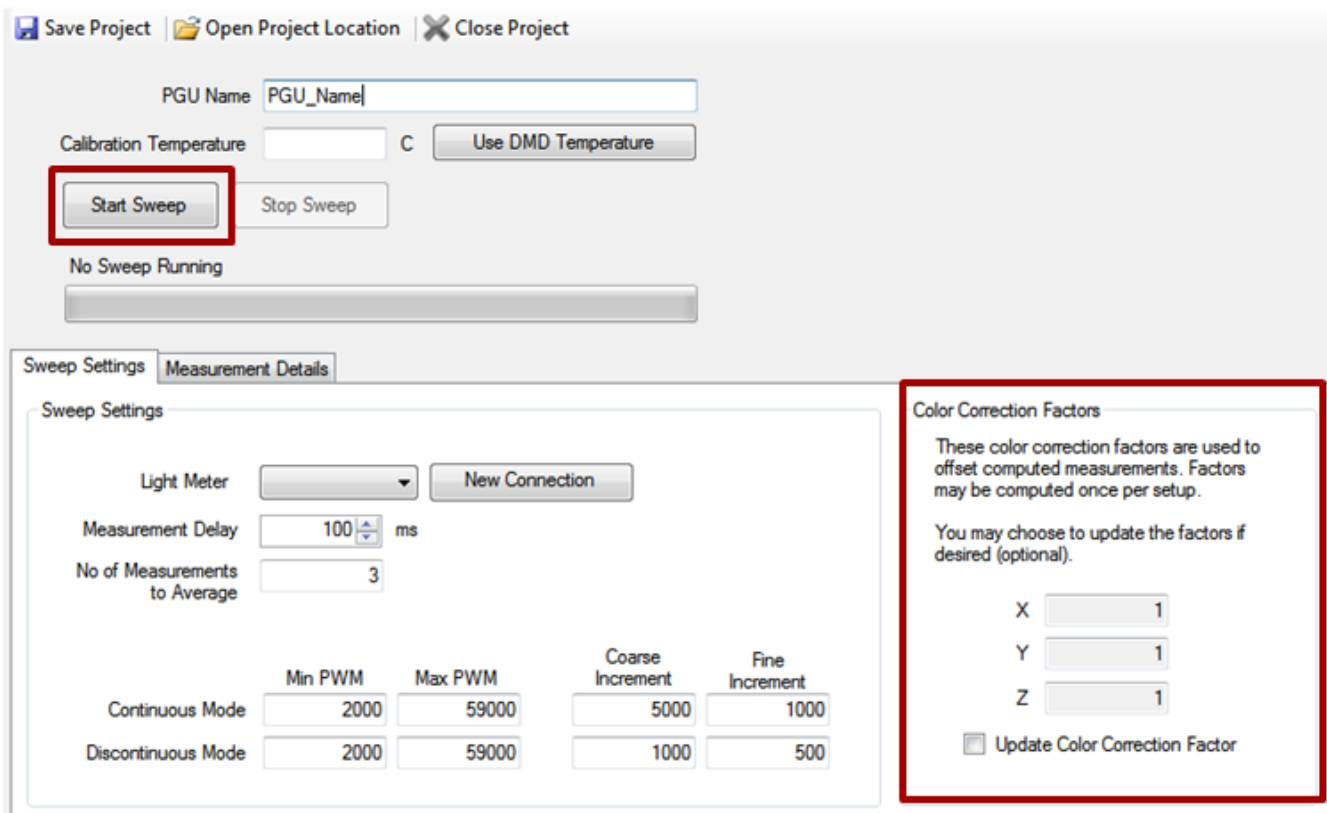 Save Project Open Project Location Close Project
PGU Name PGU_Name
Calibration Temperature C Use DMD Temperature
Start Sweep Stop Sweep
No Sweep Running
Sweep Settings Measurement Details
Sweep Settings
Light Meter New Connection
Measurement Delay 100 ms
No of Measurements
to Average 3
Min PWM Max PWM Coarse Increment Fine Increment
Continuous Mode 2000 59000 5000 1000
Discontinuous Mode 2000 59000 1000 500
Color Correction Factors
These color correction factors are used to
offset computed measurements. Factors
may be computed once per setup.
You may choose to update the factors if
desired (optional).
X 1
Y 1
Z 1
Update Color Correction Factor